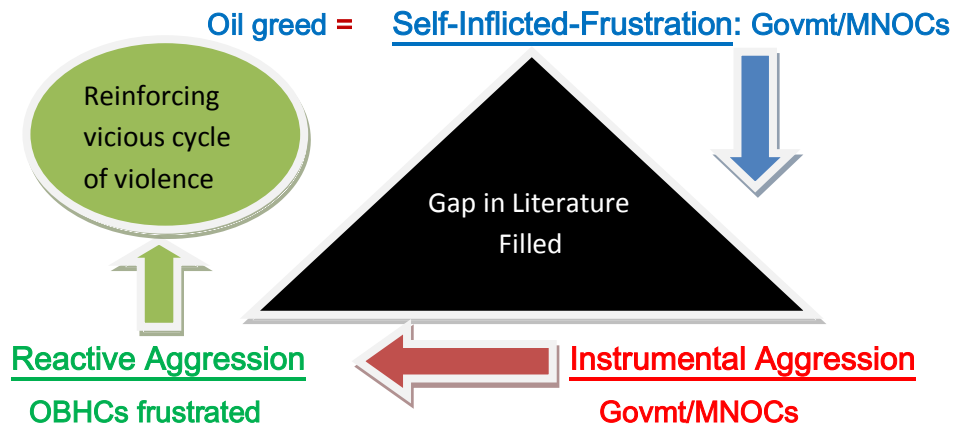 Oil greed = Self-Inflicted-Frustration: Govmt/MNOCs
Reinforcing
vicious cycle
of violence
Gap in Literature
Filled
Reactive Aggression
OBHCs frustrated
Instrumental Aggression
Govmt/MNOCs